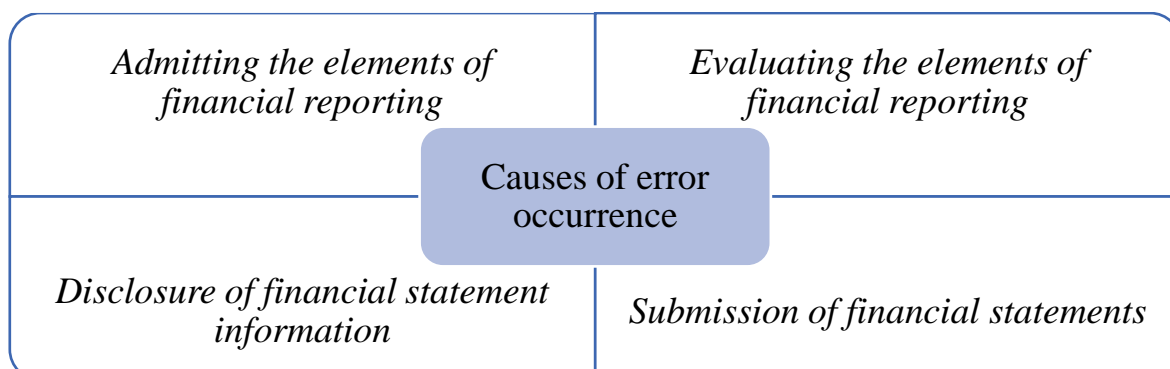 Admitting the elements of
financial reporting
Evaluating the elements of
financial reporting
Causes of error
occurrence
Disclosure of financial statement
information
Submission of financial statements